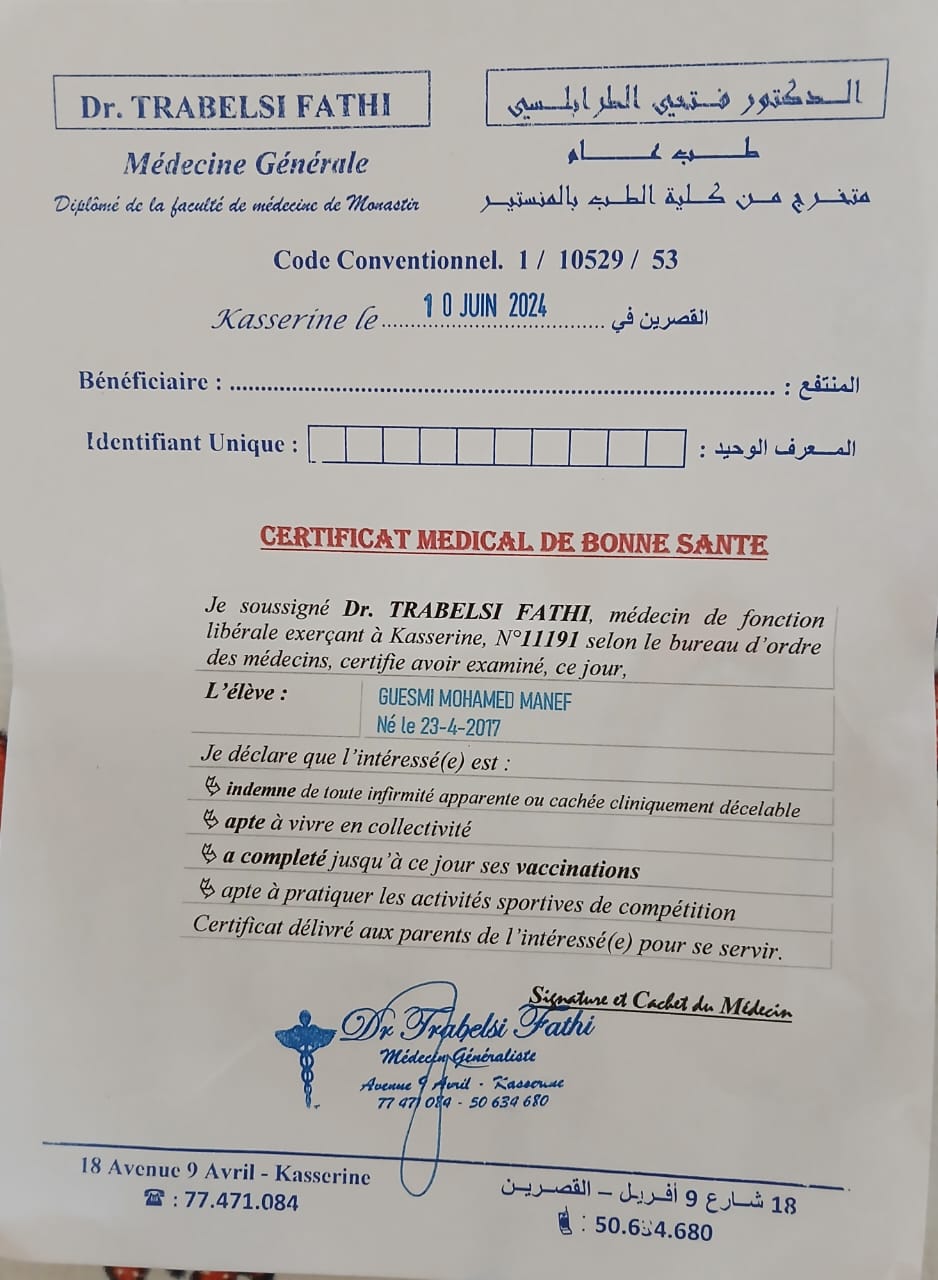 Dr. TRABELSI FATHI
الدكتور فتحي الطرابلسي
Médecine Générale
طب عام
Diplômé de la faculté de médecine de Monastir
متخرج من كلية الطب بالمنستير
Code Conventionnel. 1 / 10529 / 53
Kasserine le ........ 10 JUIN 2024 ........ القصرين في
Bénéficiaire : ........ المنتفع :
Identifiant Unique : المعرف الوحيد :
CERTIFICAT MEDICAL DE BONNE SANTE
Je soussigné Dr. TRABELSI FATHI, médecin de fonction
libérale exerçant à Kasserine, N°11191 selon le bureau d'ordre
des médecins, certifie avoir examiné, ce jour,
L'élève : GUESMI MOHAMED MANEF
Né le 23-4-2017
Je déclare que l'intéressé(e) est :
indemne de toute infirmité apparente ou cachée cliniquement décelable
apte à vivre en collectivité
a completé jusqu'à ce jour ses vaccinations
apte à pratiquer les activités sportives de compétition
Certificat délivré aux parents de l'intéressé(e) pour se servir.
Signature et Cachet du Médecin
Dr Trabelsi Fathi
Médecin Généraliste
Avenue 9 Avril - Kasserine
77 471 084 - 50 634 680
18 Avenue 9 Avril - Kasserine
18 شارع 9 أفريل – القصرين
☎ : 77.471.084
: 50.634.680